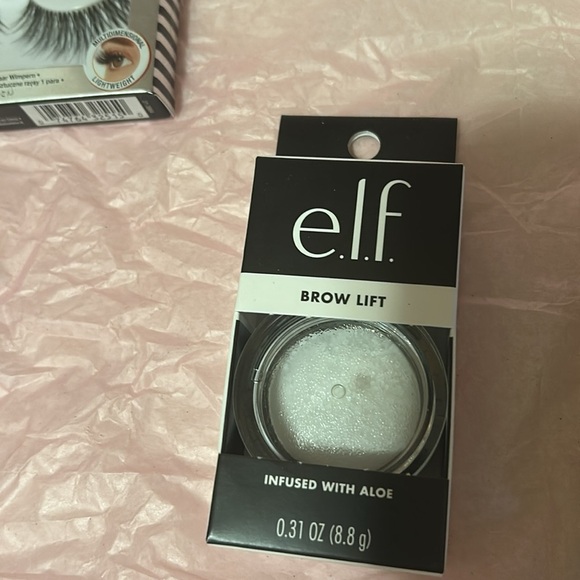 MULTIDIMENSIONAL
LIGHTWEIGHT
e.l.f.
BROW LIFT
INFUSED WITH ALOE
0.31 OZ (8.8 g)